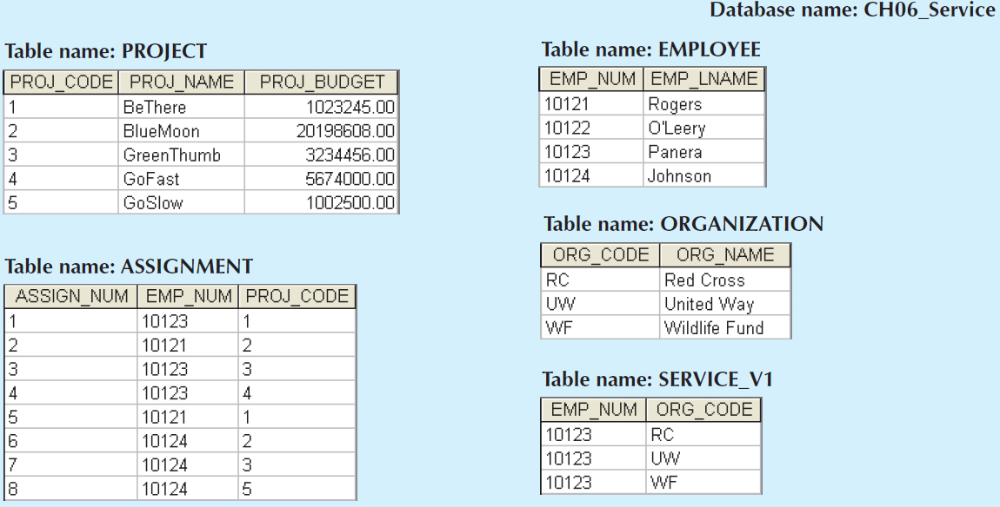 Database name: CH06_Service
Table name: PROJECT
PROJ_CODE PROJ_NAME PROJ_BUDGET
1 BeThere 1023245.00
2 BlueMoon 20198608.00
3 GreenThumb 3234456.00
4 GoFast 5674000.00
5 GoSlow 1002500.00
Table name: ASSIGNMENT
ASSIGN_NUM EMP_NUM PROJ_CODE
1 10123 1
2 10121 2
3 10123 3
4 10123 4
5 10121 1
6 10124 2
7 10124 3
8 10124 5
Table name: EMPLOYEE
EMP_NUM EMP_LNAME
10121 Rogers
10122 O'Leery
10123 Panera
10124 Johnson
Table name: ORGANIZATION
ORG_CODE ORG_NAME
RC Red Cross
UW United Way
WF Wildlife Fund
Table name: SERVICE_V1
EMP_NUM ORG_CODE
10123 RC
10123 UW
10123 WF